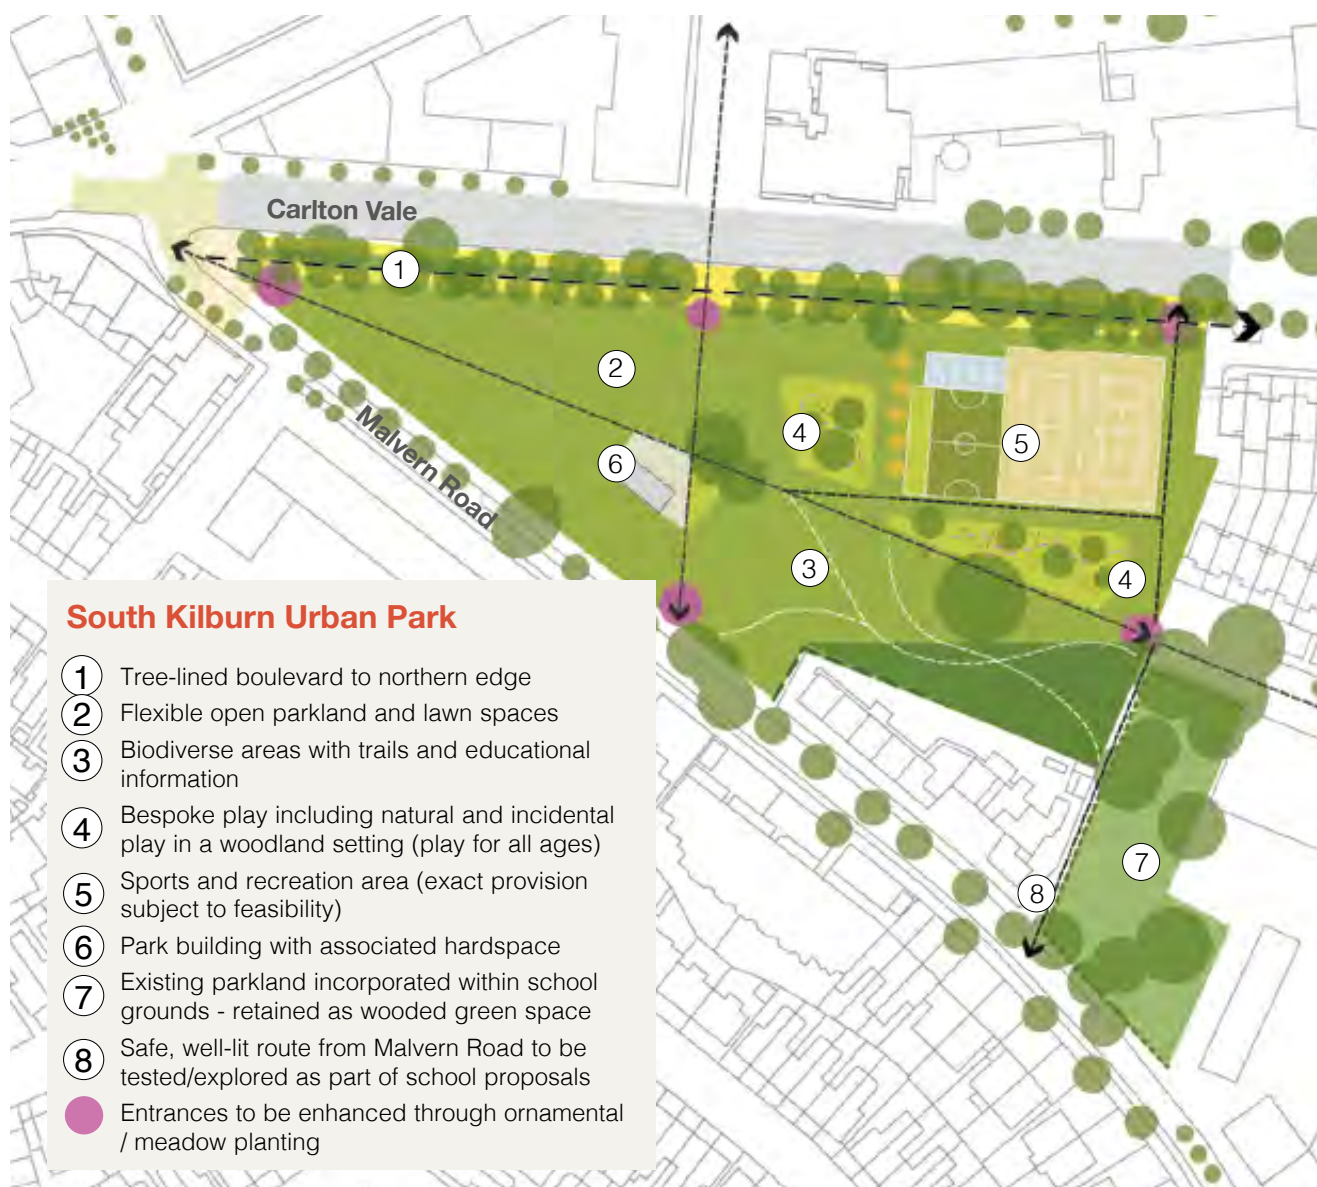 Carlton Vale
1
2
4
5
6
Malvern Road
3
4
7
8
South Kilburn Urban Park
1 Tree-lined boulevard to northern edge
2 Flexible open parkland and lawn spaces
3 Biodiverse areas with trails and educational
information
4 Bespoke play including natural and incidental
play in a woodland setting (play for all ages)
5 Sports and recreation area (exact provision
subject to feasibility)
6 Park building with associated hardspace
7 Existing parkland incorporated within school
grounds - retained as wooded green space
8 Safe, well-lit route from Malvern Road to be
tested/explored as part of school proposals
Entrances to be enhanced through ornamental
/ meadow planting